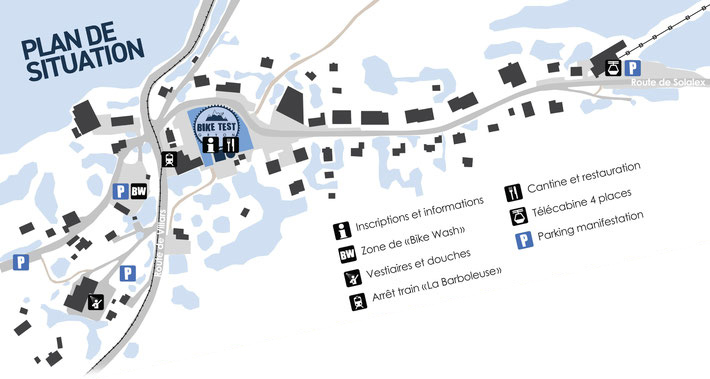 PLAN DE
SITUATION
P
Route de Solalex
BIKE TEST
P
BW
P
P
Route de Villars
Inscriptions et informations
BW
Zone de «Bike Wash»
Vestiaires et douches
Arrêt train «La Barboleuse»
Cantine et restauration
Télécabine 4 places
P
Parking manifestation